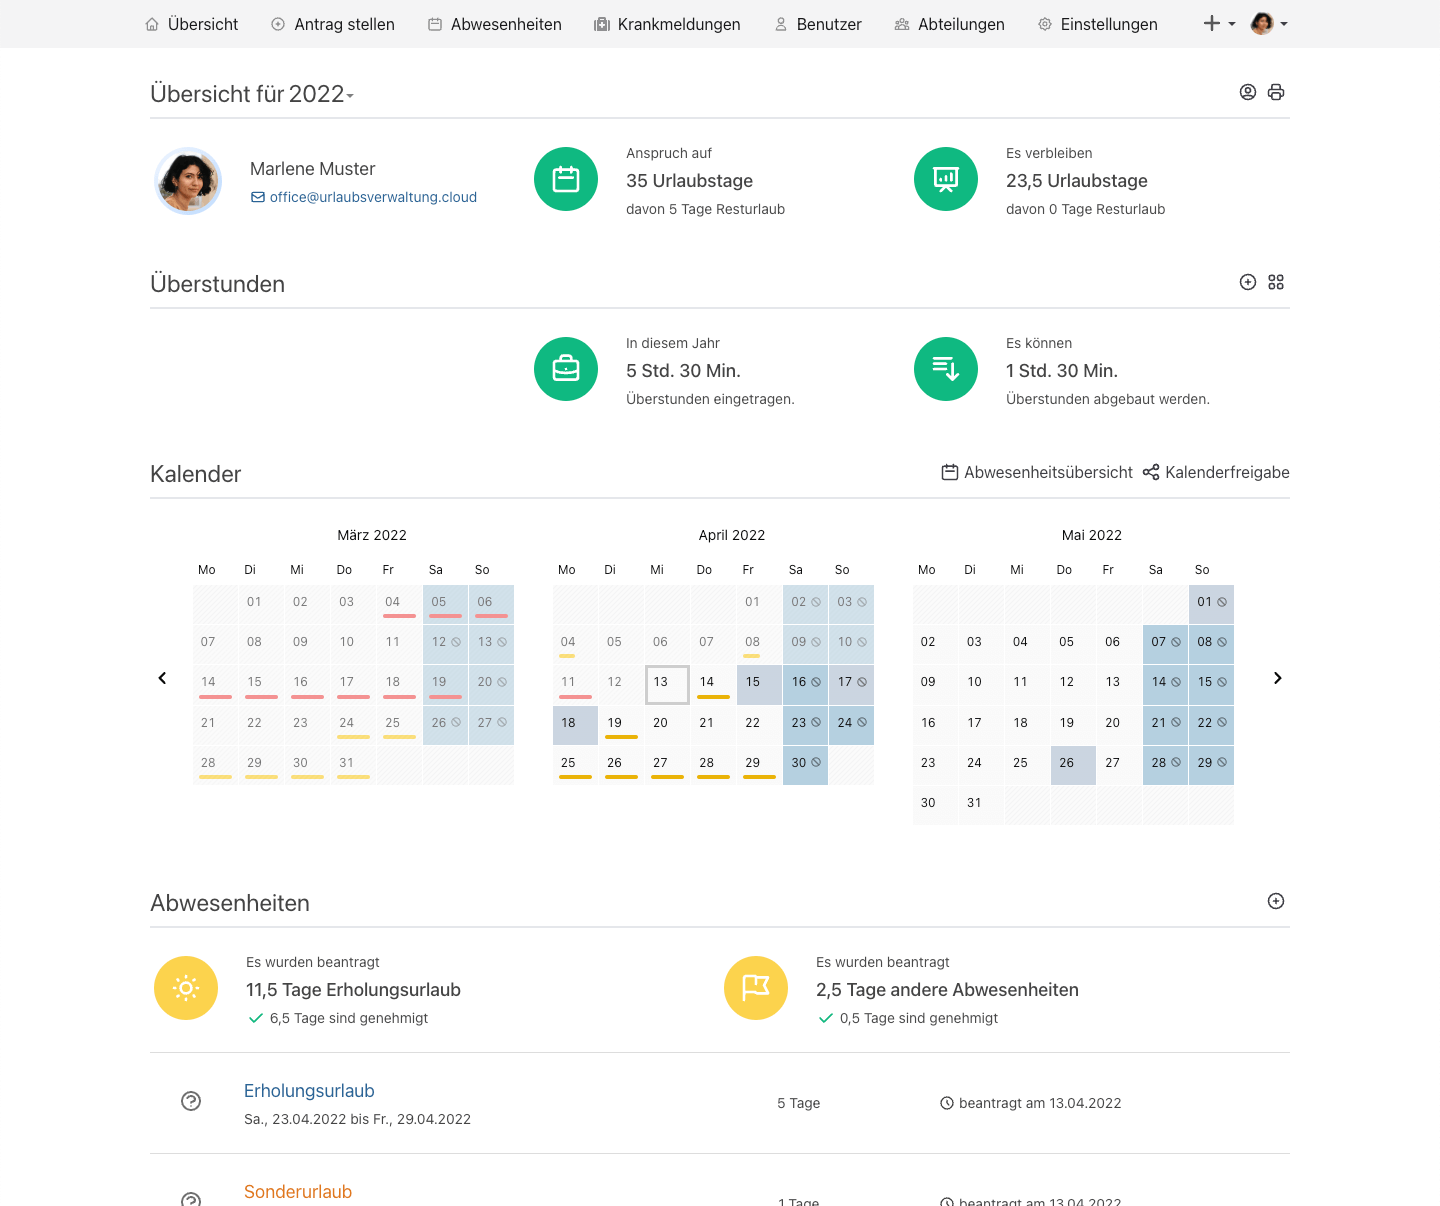 Übersicht Antrag stellen Abwesenheiten Krankmeldungen Benutzer Abteilungen Einstellungen
Übersicht für 2022
Marlene Muster
office@urlaubsverwaltung.cloud
Anspruch auf
35 Urlaubstage
davon 5 Tage Resturlaub
Es verbleiben
23,5 Urlaubstage
davon 0 Tage Resturlaub
Überstunden
In diesem Jahr
5 Std. 30 Min.
Überstunden eingetragen.
Es können
1 Std. 30 Min.
Überstunden abgebaut werden.
Kalender
Abwesenheitsübersicht Kalenderfreigabe
März 2022
Mo Di Mi Do Fr Sa So
01 02 03 04 05 06
07 08 09 10 11 12 13
14 15 16 17 18 19 20
21 22 23 24 25 26 27
28 29 30 31
April 2022
Mo Di Mi Do Fr Sa So
01 02 03
04 05 06 07 08 09 10
11 12 13 14 15 16 17
18 19 20 21 22 23 24
25 26 27 28 29 30
Mai 2022
Mo Di Mi Do Fr Sa So
01
02 03 04 05 06 07 08
09 10 11 12 13 14 15
16 17 18 19 20 21 22
23 24 25 26 27 28 29
30 31
Abwesenheiten
Es wurden beantragt
11,5 Tage Erholungsurlaub
6,5 Tage sind genehmigt
Es wurden beantragt
2,5 Tage andere Abwesenheiten
0,5 Tage sind genehmigt
Erholungsurlaub
Sa., 23.04.2022 bis Fr., 29.04.2022
5 Tage
beantragt am 13.04.2022
Sonderurlaub
1 Tage
beantragt am 13.04.2022